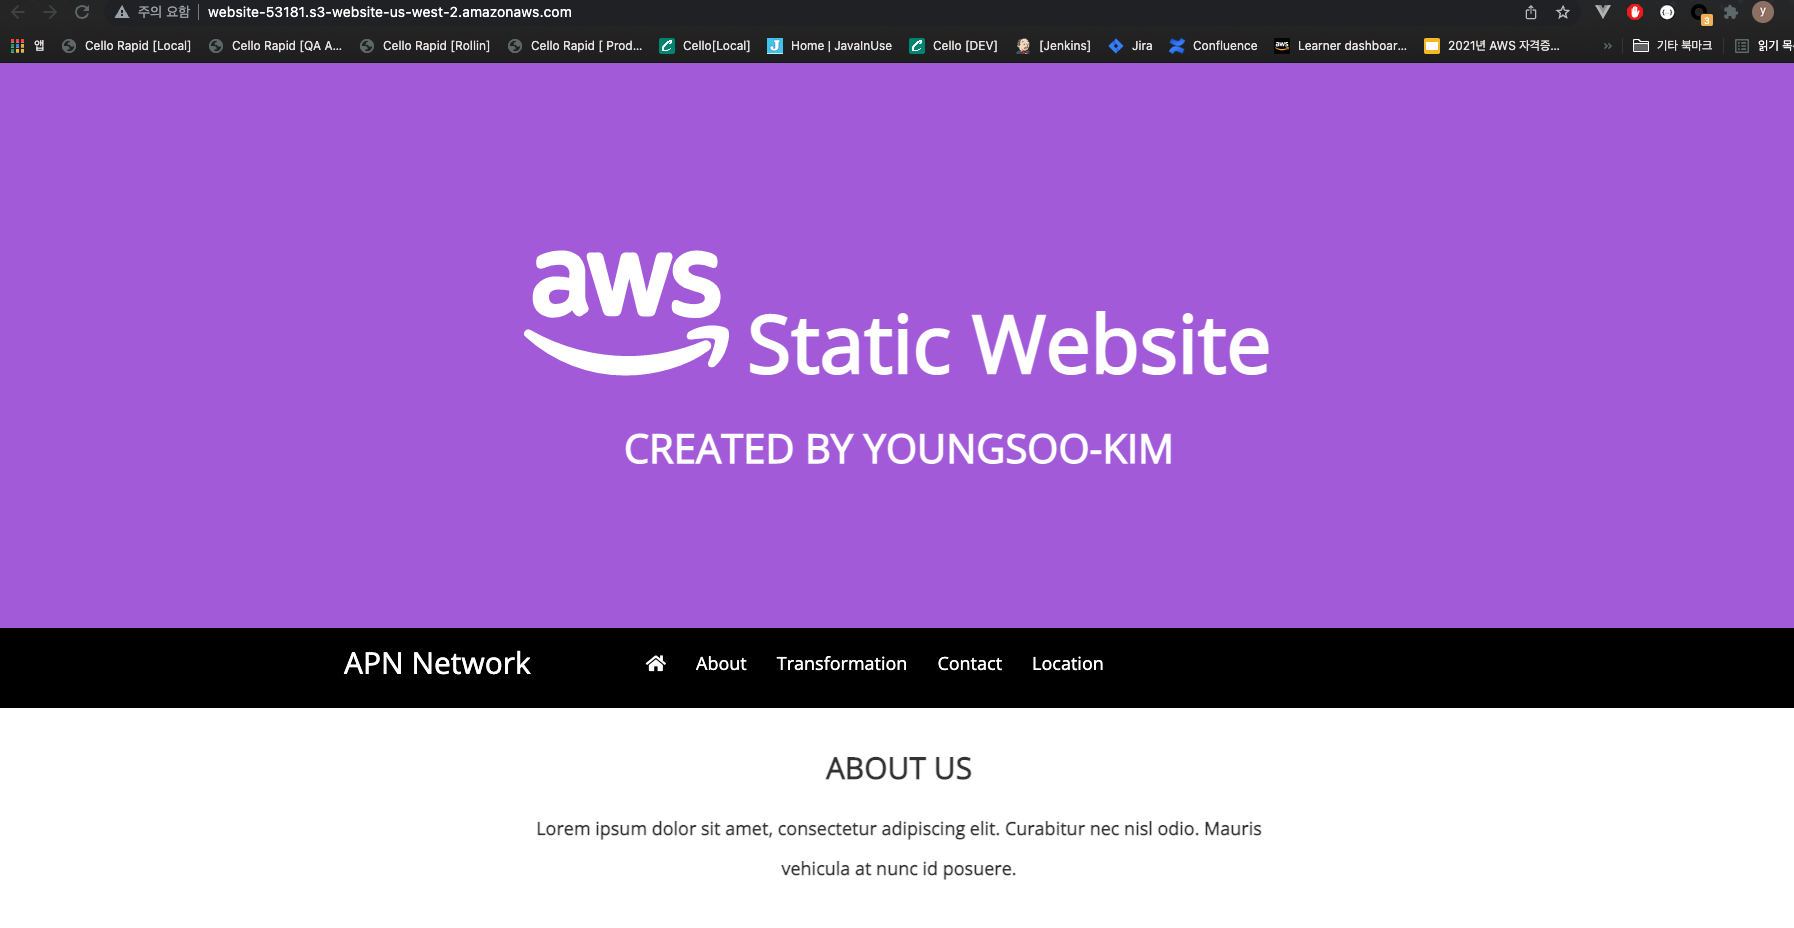 주의 요함 website-53181.s3-website-us-west-2.amazonaws.com
3 y
앱 Cello Rapid [Local] Cello Rapid [QA A... Cello Rapid [Rollin] Cello Rapid [ Prod... Cello[Local] J Home | JavaInUse Cello [DEV] [Jenkins] Jira Confluence aws Learner dashboar... 2021년 AWS 자격증... » 기타 북마크 읽기 목
aws Static Website
CREATED BY YOUNGSOO-KIM
APN Network About Transformation Contact Location
ABOUT US
Lorem ipsum dolor sit amet, consectetur adipiscing elit. Curabitur nec nisl odio. Mauris
vehicula at nunc id posuere.